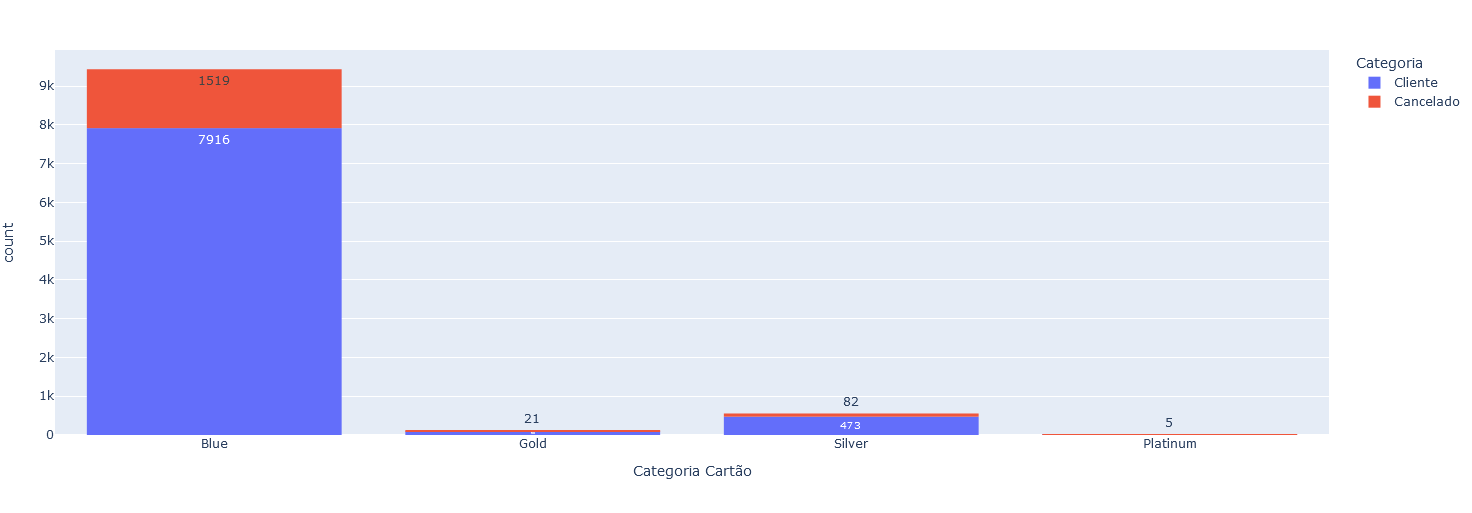 Categoria
Cliente
Cancelado
count
9k
8k
7k
6k
5k
4k
3k
2k
1k
0
1519
7916
21
82
473
5
Blue
Gold
Silver
Platinum
Categoria Cartão